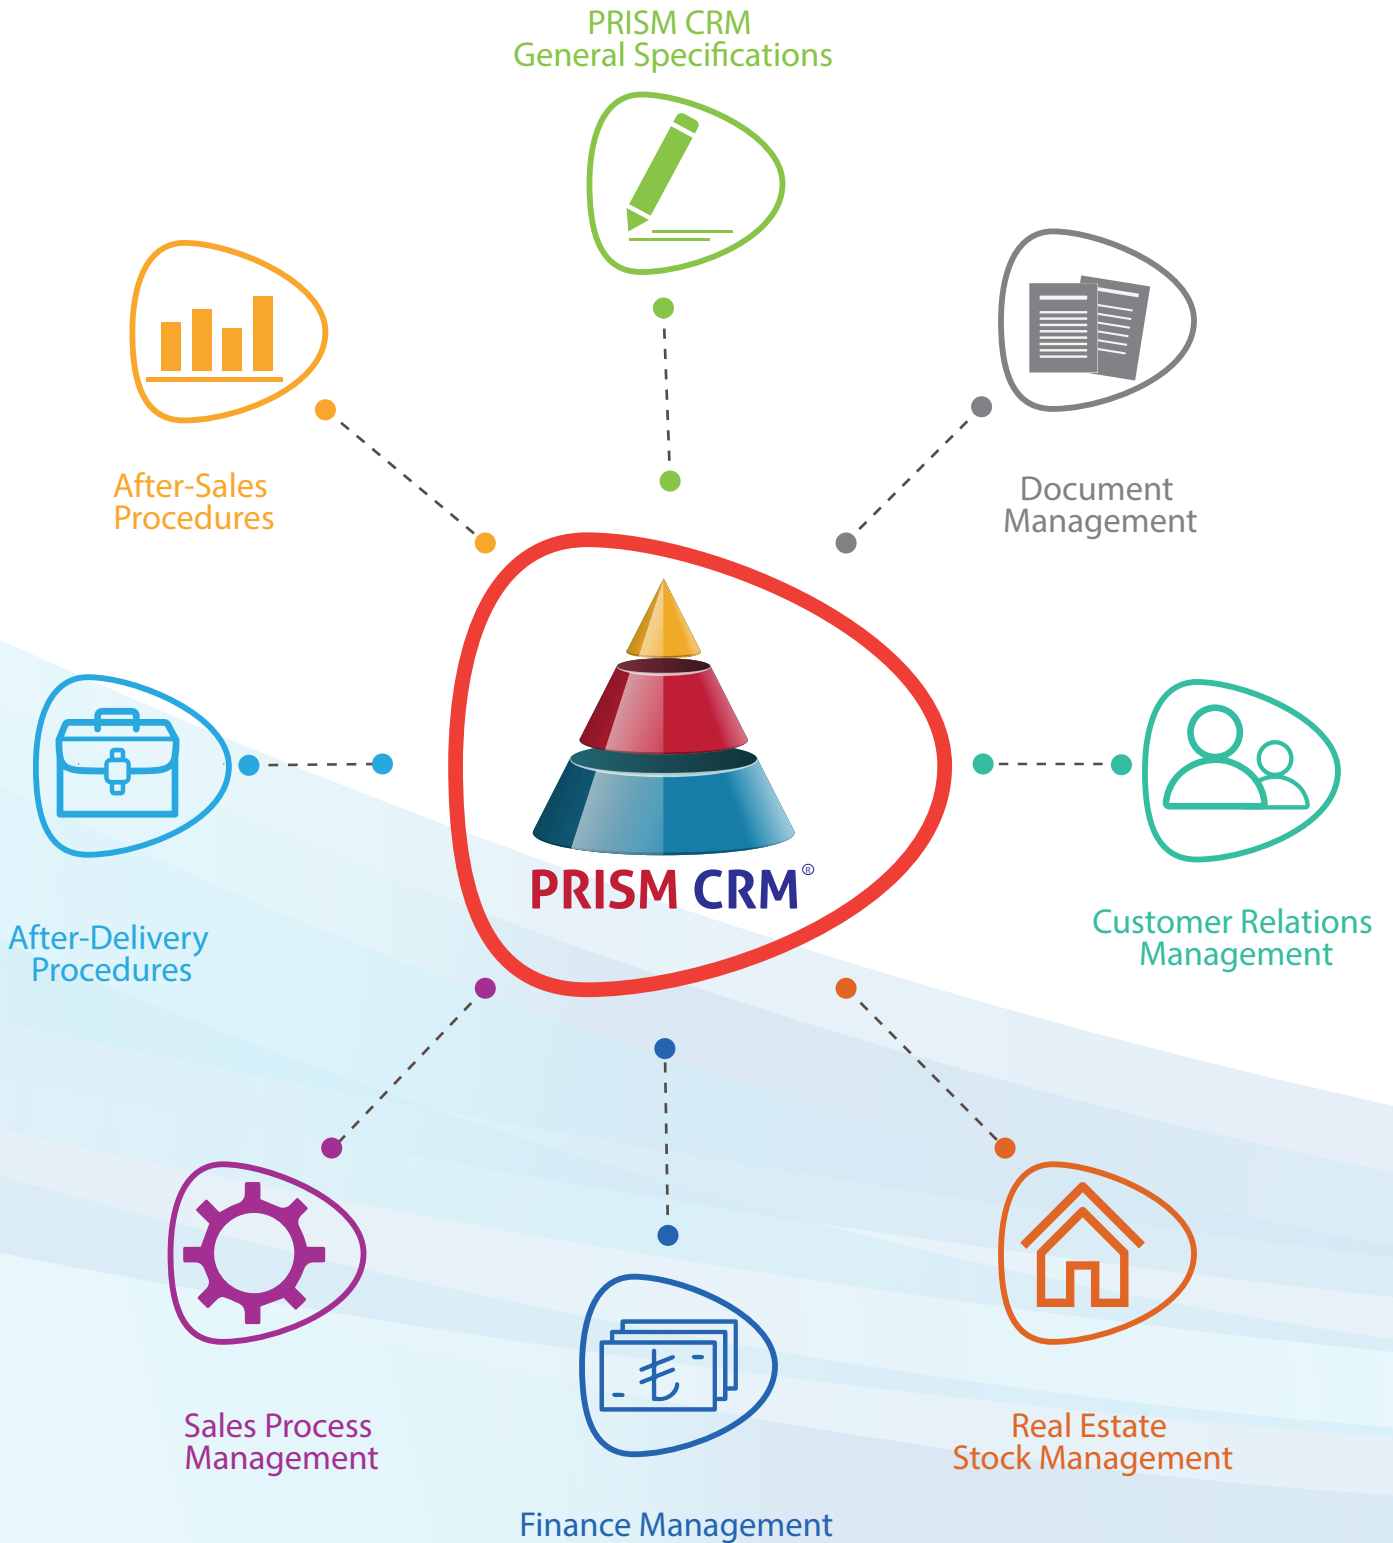 PRISM CRM
General Specifications
After-Sales
Procedures
Document
Management
PRISM CRM®
After-Delivery
Procedures
Customer Relations
Management
Sales Process
Management
Real Estate
Stock Management
Finance Management